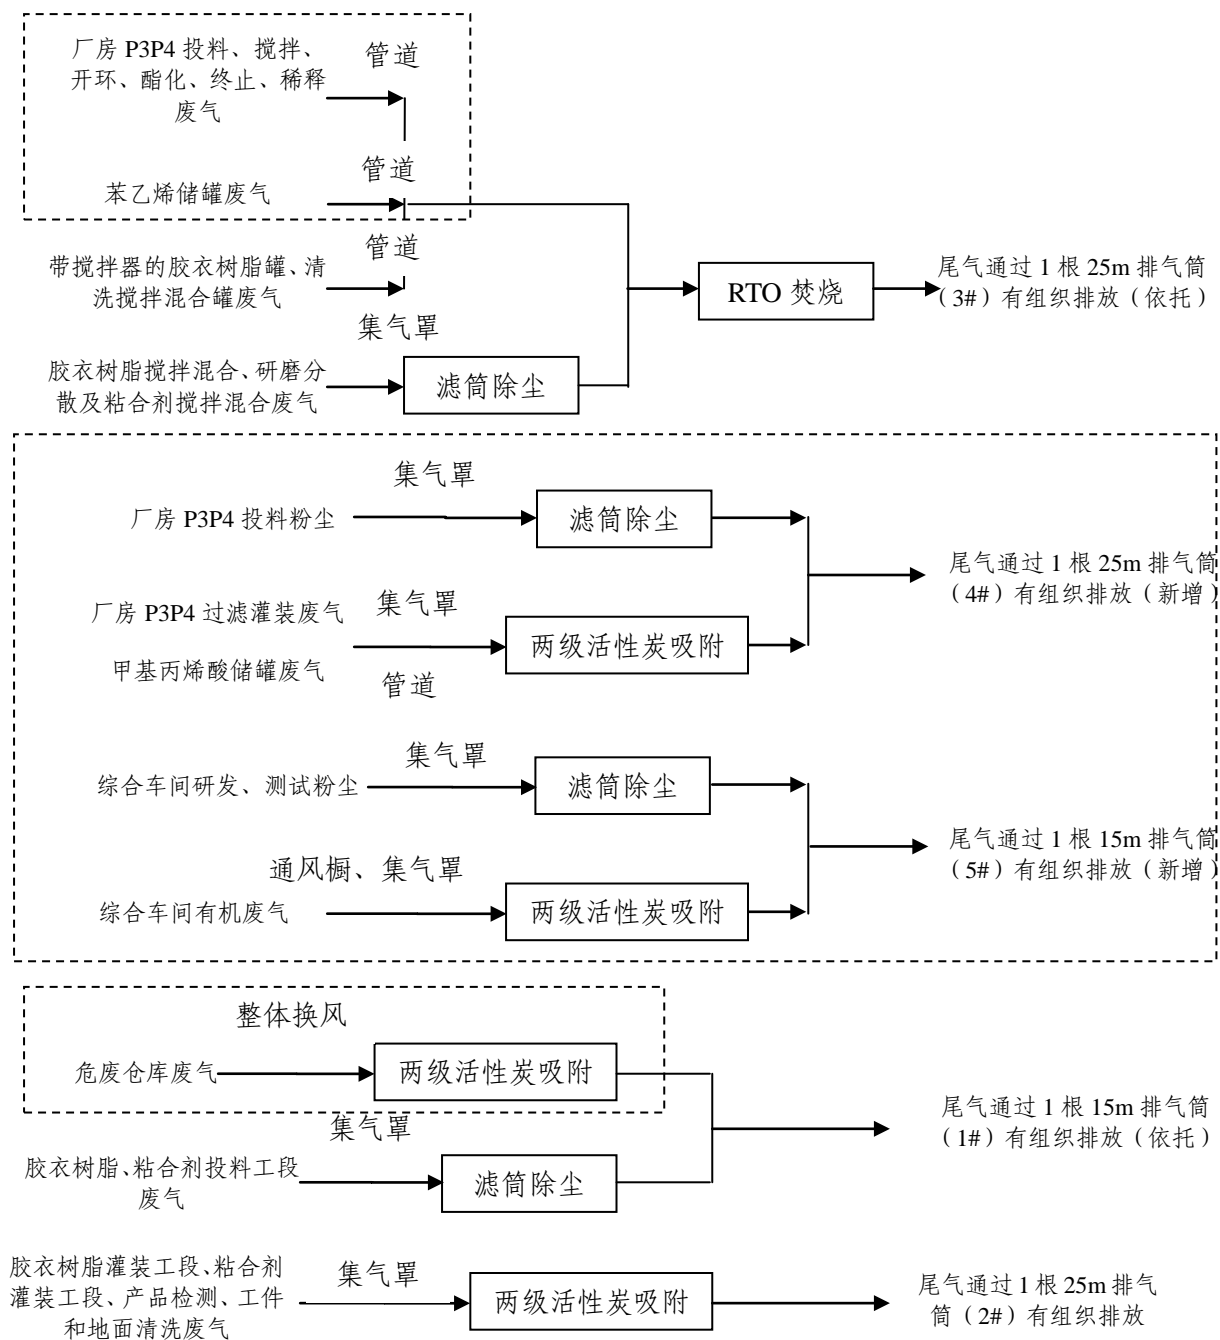 厂房 P3P4 投料、搅拌、
开环、酯化、终止、稀释
废气
管道
管道
苯乙烯储罐废气
管道
带搅拌器的胶衣树脂罐、清
洗搅拌混合罐废气
集气罩
胶衣树脂搅拌混合、研磨分
散及粘合剂搅拌混合废气
滤筒除尘
RTO 焚烧
尾气通过 1 根 25m 排气筒
（3#）有组织排放（依托）
集气罩
厂房 P3P4 投料粉尘
滤筒除尘
集气罩
厂房 P3P4 过滤灌装废气
甲基丙烯酸储罐废气
管道
两级活性炭吸附
尾气通过 1 根 25m 排气筒
（4#）有组织排放（新增）
集气罩
综合车间研发、测试粉尘
滤筒除尘
通风橱、集气罩
综合车间有机废气
两级活性炭吸附
尾气通过 1 根 15m 排气筒
（5#）有组织排放（新增）
整体换风
危废仓库废气
两级活性炭吸附
集气罩
胶衣树脂、粘合剂投料工段
废气
滤筒除尘
尾气通过 1 根 15m 排气筒
（1#）有组织排放（依托）
胶衣树脂灌装工段、粘合剂
灌装工段、产品检测、工件
和地面清洗废气
集气罩
两级活性炭吸附
尾气通过 1 根 25m 排气
筒（2#）有组织排放